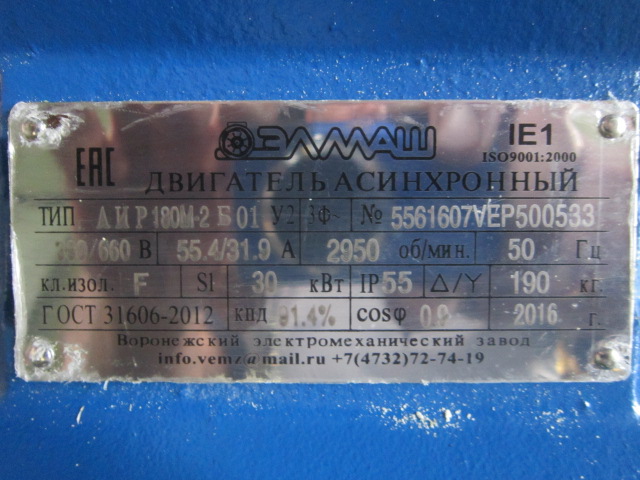 ЭЛМАШ IE1
ISO9001:2000
EAC ДВИГАТЕЛЬ АСИНХРОННЫЙ
ТИП АИР180М-2 Б01 У2 3Ф~ № 5561607VEP500533
380/660 В 55.4/31.9 А 2950 об/мин. 50 Гц
кл.изол. F S1 30 кВт IP55 Δ/Y 190 кг.
ГОСТ 31606-2012 кпд 91.4% cosφ 2016 г.
Воронежский электромеханический завод
info.vemz@mail.ru +7(4732)72-74-19